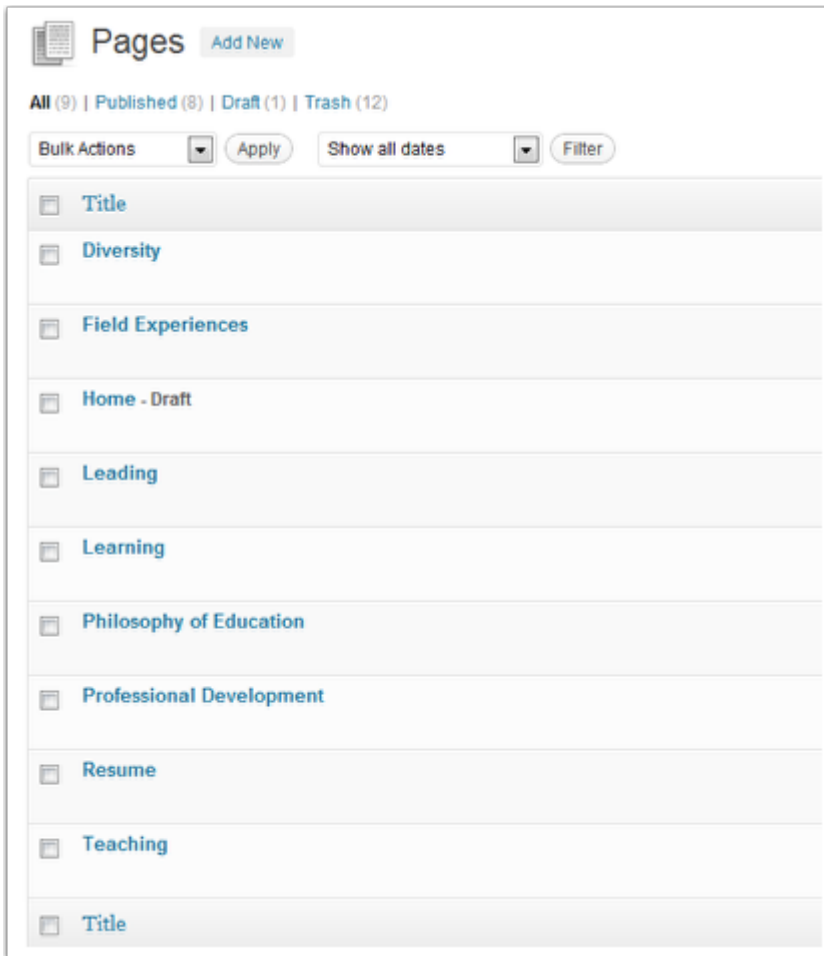 Pages Add New
All (9) | Published (8) | Draft (1) | Trash (12)
Bulk Actions Apply Show all dates Filter
Title
Diversity
Field Experiences
Home - Draft
Leading
Learning
Philosophy of Education
Professional Development
Resume
Teaching
Title